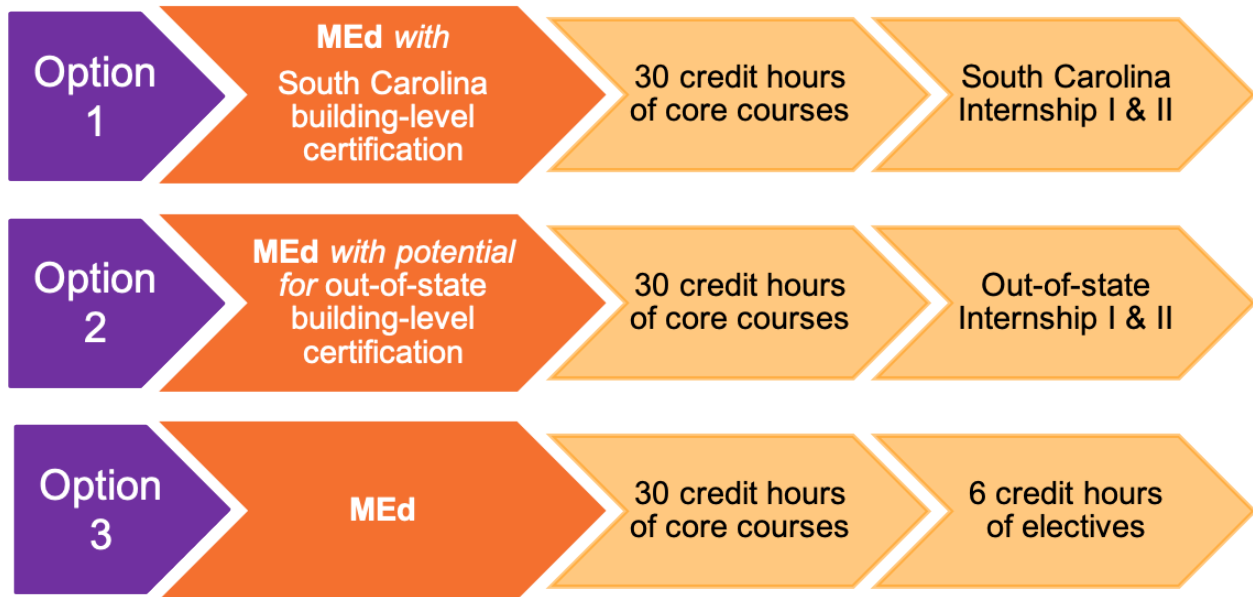 Option
1
MEd with
South Carolina
building-level
certification
30 credit hours
of core courses
South Carolina
Internship I & II
Option
2
MEd with potential
for out-of-state
building-level
certification
30 credit hours
of core courses
Out-of-state
Internship I & II
Option
3
MEd
30 credit hours
of core courses
6 credit hours
of electives